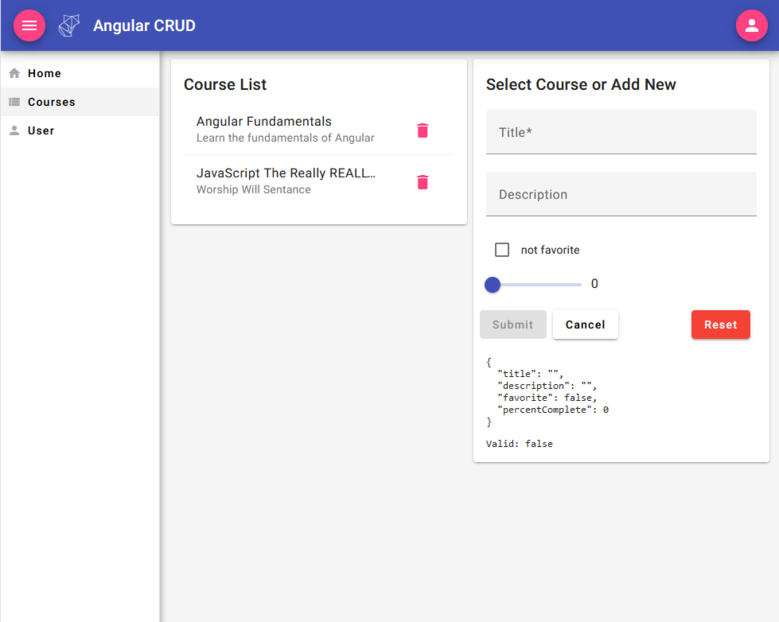 Angular CRUD
Home
Courses
User
Course List
Angular Fundamentals
Learn the fundamentals of Angular
JavaScript The Really REALL…
Worship Will Sentance
Select Course or Add New
Title*
Description
not favorite
0
Submit
Cancel
Reset
{
  "title": "",
  "description": "",
  "favorite": false,
  "percentComplete": 0
}
Valid: false